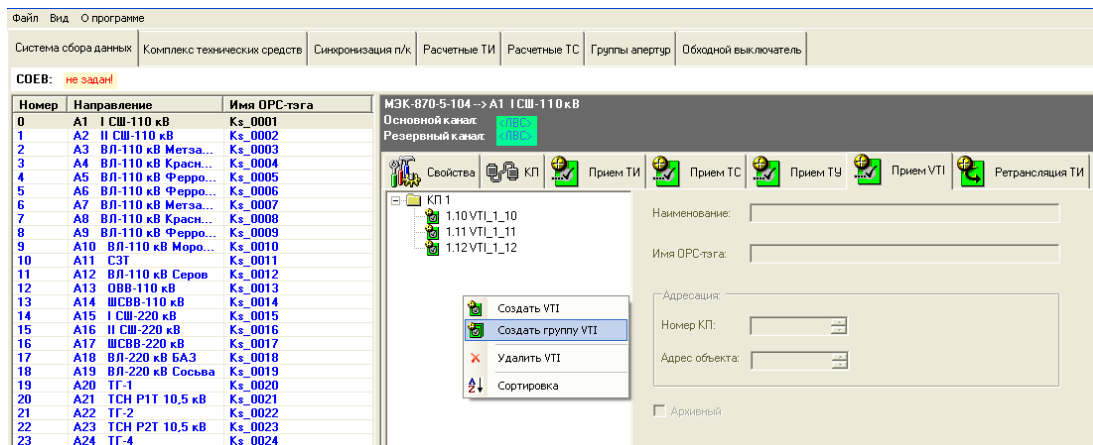 Файл Вид О программе
Система сбора данных Комплекс технических средств Синхронизация п/к Расчетные ТИ Расчетные ТС Группы апертур Обходной выключатель
СОЕВ: не задан!
Номер Направление Имя OPC-тэга
0 A1 I СШ-110 кВ Ks_0001
1 A2 II СШ-110 кВ Ks_0002
2 A3 ВЛ-110 кВ Метза... Ks_0003
3 A4 ВЛ-110 кВ Красн... Ks_0004
4 A5 ВЛ-110 кВ Ферро... Ks_0005
5 A6 ВЛ-110 кВ Ферро... Ks_0006
6 A7 ВЛ-110 кВ Метза... Ks_0007
7 A8 ВЛ-110 кВ Красн... Ks_0008
8 A9 ВЛ-110 кВ Ферро... Ks_0009
9 A10 ВЛ-110 кВ Моро... Ks_0010
10 A11 СЗТ Ks_0011
11 A12 ВЛ-110 кВ Серов Ks_0012
12 A13 ОВВ-110 кВ Ks_0013
13 A14 ШСВВ-110 кВ Ks_0014
14 A15 I СШ-220 кВ Ks_0015
15 A16 II СШ-220 кВ Ks_0016
16 A17 ШСВВ-220 кВ Ks_0017
17 A18 ВЛ-220 кВ БАЗ Ks_0018
18 A19 ВЛ-220 кВ Сосьва Ks_0019
19 A20 ТГ-1 Ks_0020
20 A21 ТСН Р1Т 10,5 кВ Ks_0021
21 A22 ТГ-2 Ks_0022
22 A23 ТСН Р2Т 10,5 кВ Ks_0023
23 A24 ТГ-4 Ks_0024
МЭК-870-5-104 --> A1 I СШ-110 кВ
Основной канал: <ЛВС>
Резервный канал: <ЛВС>
Свойства КП Прием ТИ Прием ТС Прием ТУ Прием VTI Ретрансляция ТИ
КП 1
1.10 VTI_1_10
1.11 VTI_1_11
1.12 VTI_1_12
Создать VTI
Создать группу VTI
Удалить VTI
Сортировка
Наименование:
Имя OPC-тэга:
Адресация:
Номер КП:
Адрес объекта:
Архивный